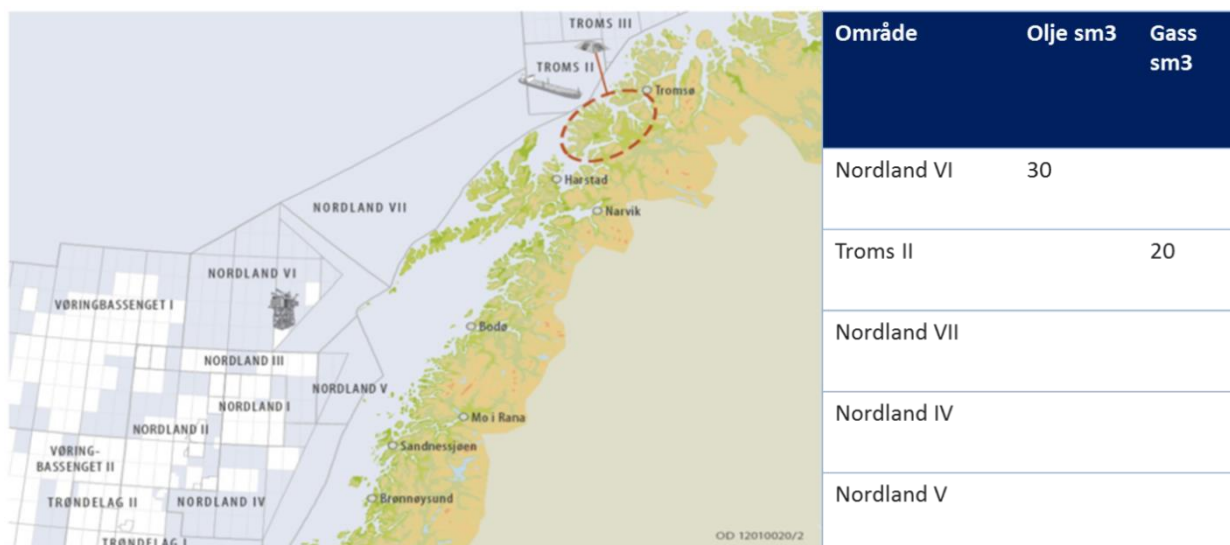 TROMS III
TROMS II
Tromsø
Harstad
Narvik
NORDLAND VII
NORDLAND VI
VØRINGBASSENGET I
Bodø
NORDLAND III
NORDLAND V
NORDLAND I
Mo i Rana
NORDLAND II
Sandnessjøen
VØRING-
BASSENGET II
TRØNDELAG II
NORDLAND IV
Brønnøysund
TRØNDELAG I
OD 12010020/2
Område Olje sm3 Gass
sm3
Nordland VI 30
Troms II 20
Nordland VII
Nordland IV
Nordland V